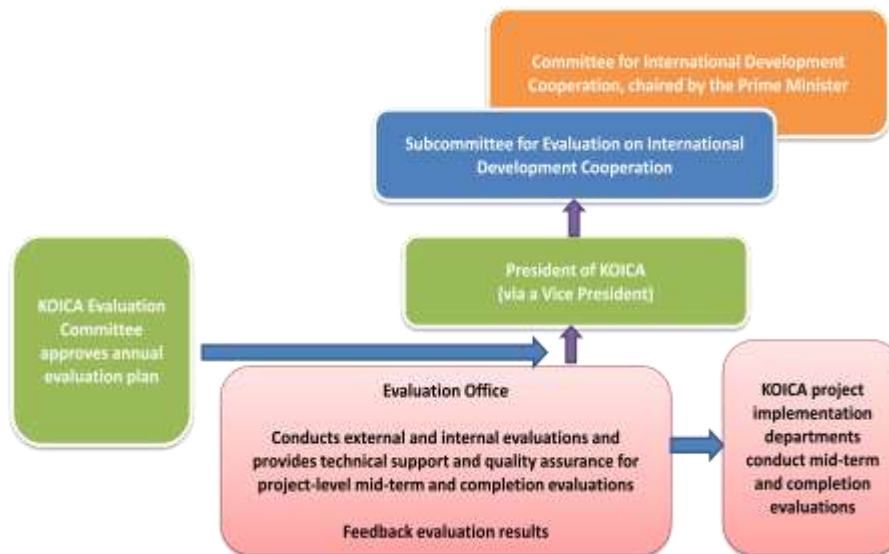 Committee for International Development
Cooperation, chaired by the Prime Minister
Subcommittee for Evaluation on International
Development Cooperation
President of KOICA
(via a Vice President)
KOICA Evaluation
Committee
approves annual
evaluation plan
Evaluation Office
Conducts external and internal evaluations and
provides technical support and quality assurance for
project-level mid-term and completion evaluations
Feedback evaluation results
KOICA project
implementation
departments
conduct mid-term
and completion
evaluations